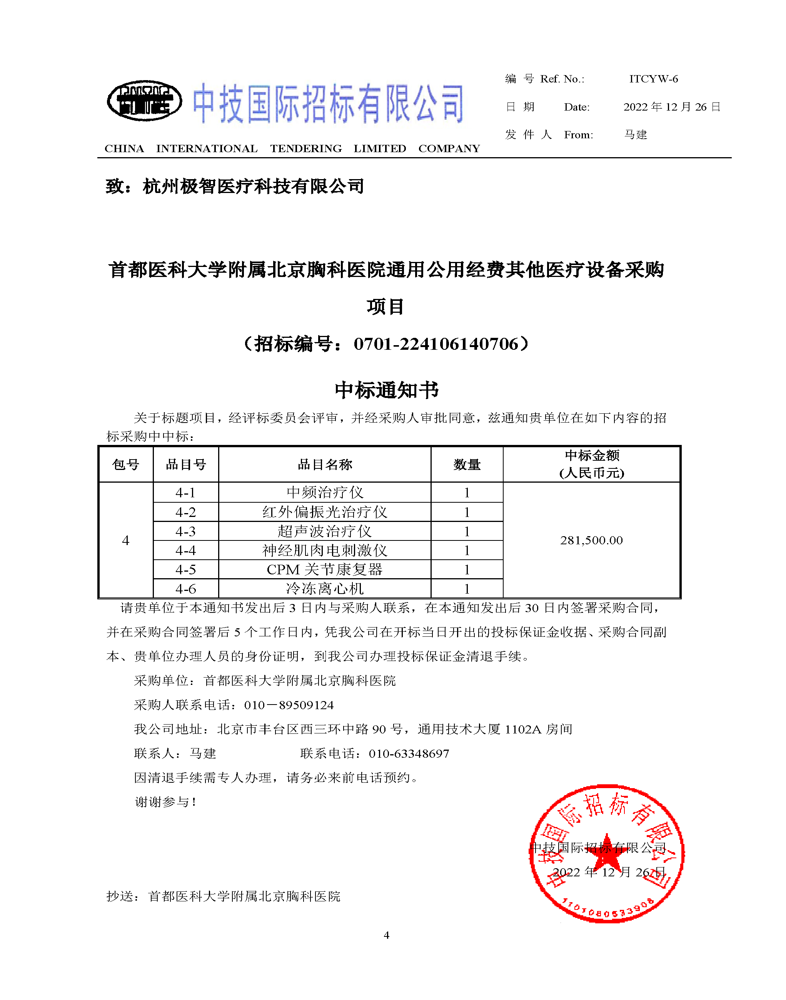 编 号 Ref. No.: ITCYW-6
中技国际招标有限公司
日 期 Date: 2022 年 12 月 26 日
发 件 人 From: 马建
CHINA INTERNATIONAL TENDERING LIMITED COMPANY
致：杭州极智医疗科技有限公司
首都医科大学附属北京胸科医院通用公用经费其他医疗设备采购
项目
（招标编号：0701-224106140706）
中标通知书
关于标题项目，经评标委员会评审，并经采购人审批同意，兹通知贵单位在如下内容的招
标采购中中标：
包号 品目号 品目名称 数量 中标金额
(人民币元)
4-1 中频治疗仪 1
4-2 红外偏振光治疗仪 1
4-3 超声波治疗仪 1
4 281,500.00
4-4 神经肌肉电刺激仪 1
4-5 CPM 关节康复器 1
4-6 冷冻离心机 1
请贵单位于本通知书发出后 3 日内与采购人联系，在本通知发出后 30 日内签署采购合同，
并在采购合同签署后 5 个工作日内，凭我公司在开标当日开出的投标保证金收据、采购合同副
本、贵单位办理人员的身份证明，到我公司办理投标保证金清退手续。
采购单位：首都医科大学附属北京胸科医院
采购人联系电话：010－89509124
我公司地址：北京市丰台区西三环中路 90 号，通用技术大厦 1102A 房间
联系人：马建 联系电话：010-63348697
因清退手续需专人办理，请务必来前电话预约。
谢谢参与！
中技国际招标有限公司
中技国际招标有限公司
2022 年 12 月 26 日
1101080533908
抄送：首都医科大学附属北京胸科医院
4